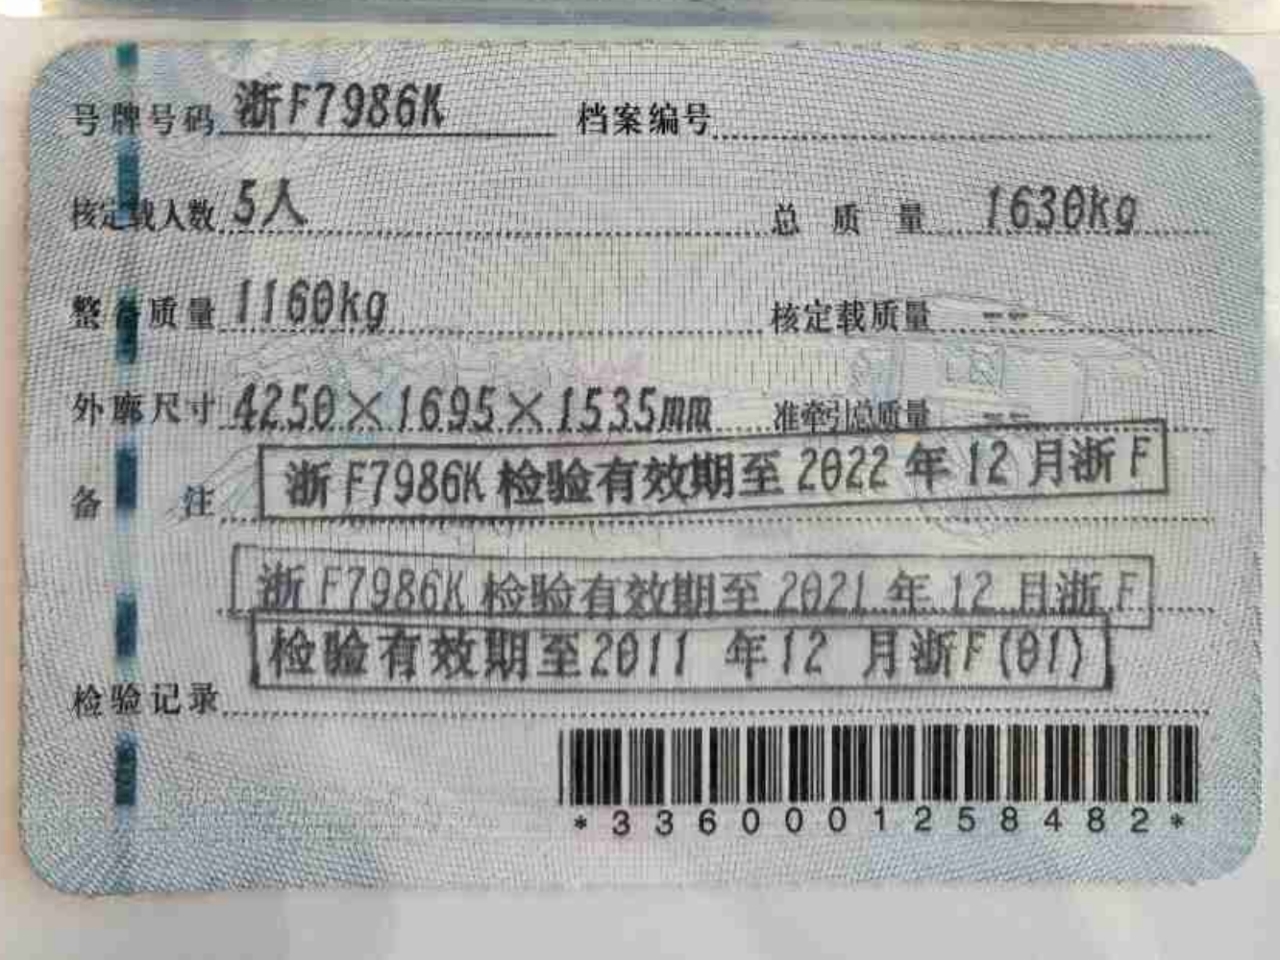 号牌号码 浙F7986K 档案编号
核定载人数 5人 总质量 1630kg
整备质量 1160kg 核定载质量 --
外廓尺寸 4250×1695×1535mm 准牵引总质量 --
备注 浙F7986K检验有效期至2022年12月浙F
浙F7986K检验有效期至2021年12月浙F
检验有效期至2011年12月浙F(01)
检验记录
*3360001258482*